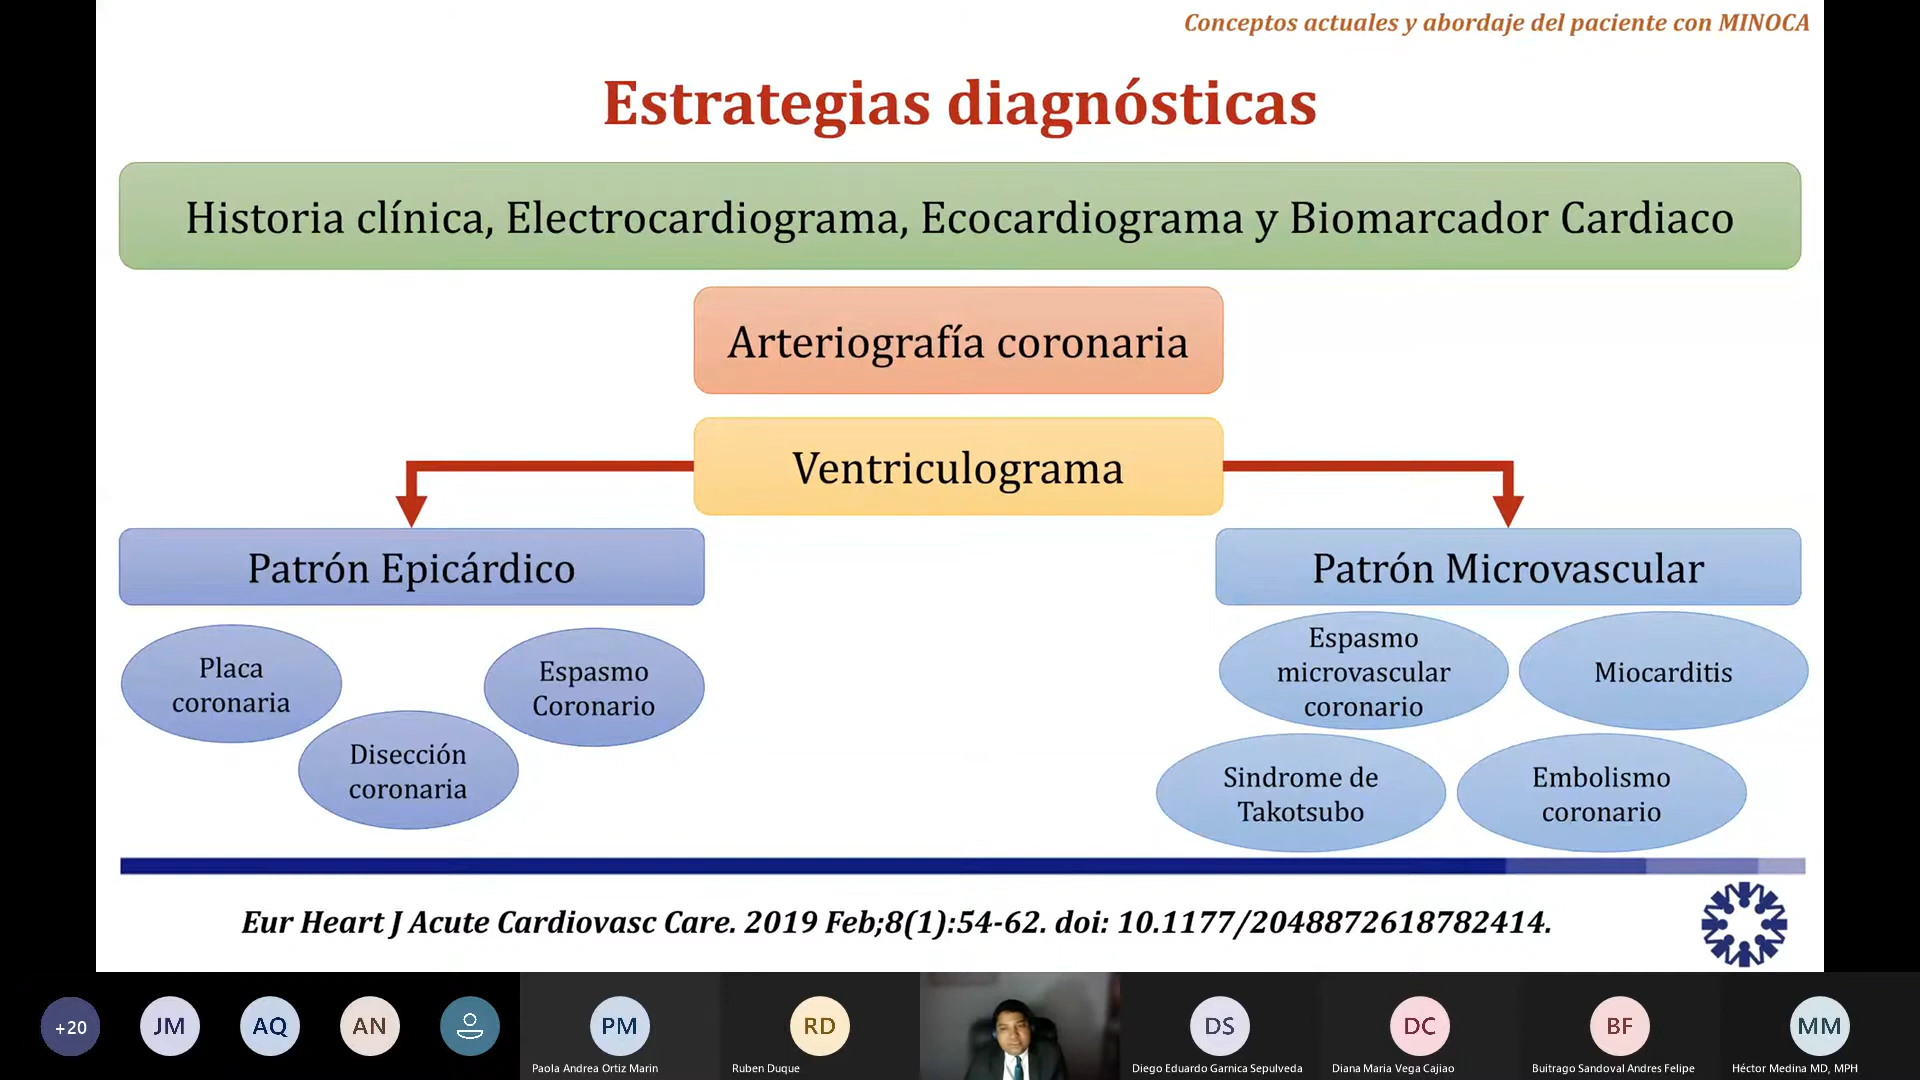 Conceptos actuales y abordaje del paciente con MINOCA
Estrategias diagnósticas
Historia clínica, Electrocardiograma, Ecocardiograma y Biomarcador Cardiaco
Arteriografía coronaria
Ventriculograma
Patrón Epicárdico
Patrón Microvascular
Placa
coronaria
Espasmo
Coronario
Disección
coronaria
Espasmo
microvascular
coronario
Miocarditis
Sindrome de
Takotsubo
Embolismo
coronario
Eur Heart J Acute Cardiovasc Care. 2019 Feb;8(1):54-62. doi: 10.1177/2048872618782414.
+20
JM
AQ
AN
PM
Paola Andrea Ortiz Marin
RD
Ruben Duque
DS
Diego Eduardo Garnica Sepulveda
DC
Diana Maria Vega Cajiao
BF
Buitrago Sandoval Andres Felipe
MM
Héctor Medina MD, MPH